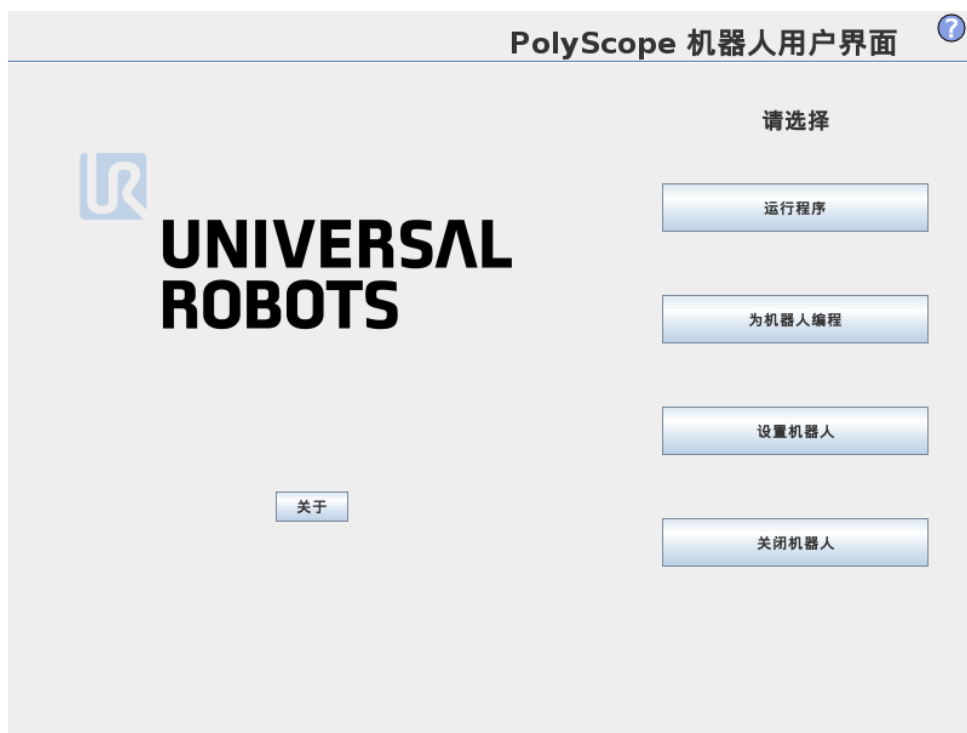 PolyScope 机器人用户界面
?
请选择
UR
UNIVERSAL
ROBOTS
运行程序
为机器人编程
设置机器人
关于
关闭机器人